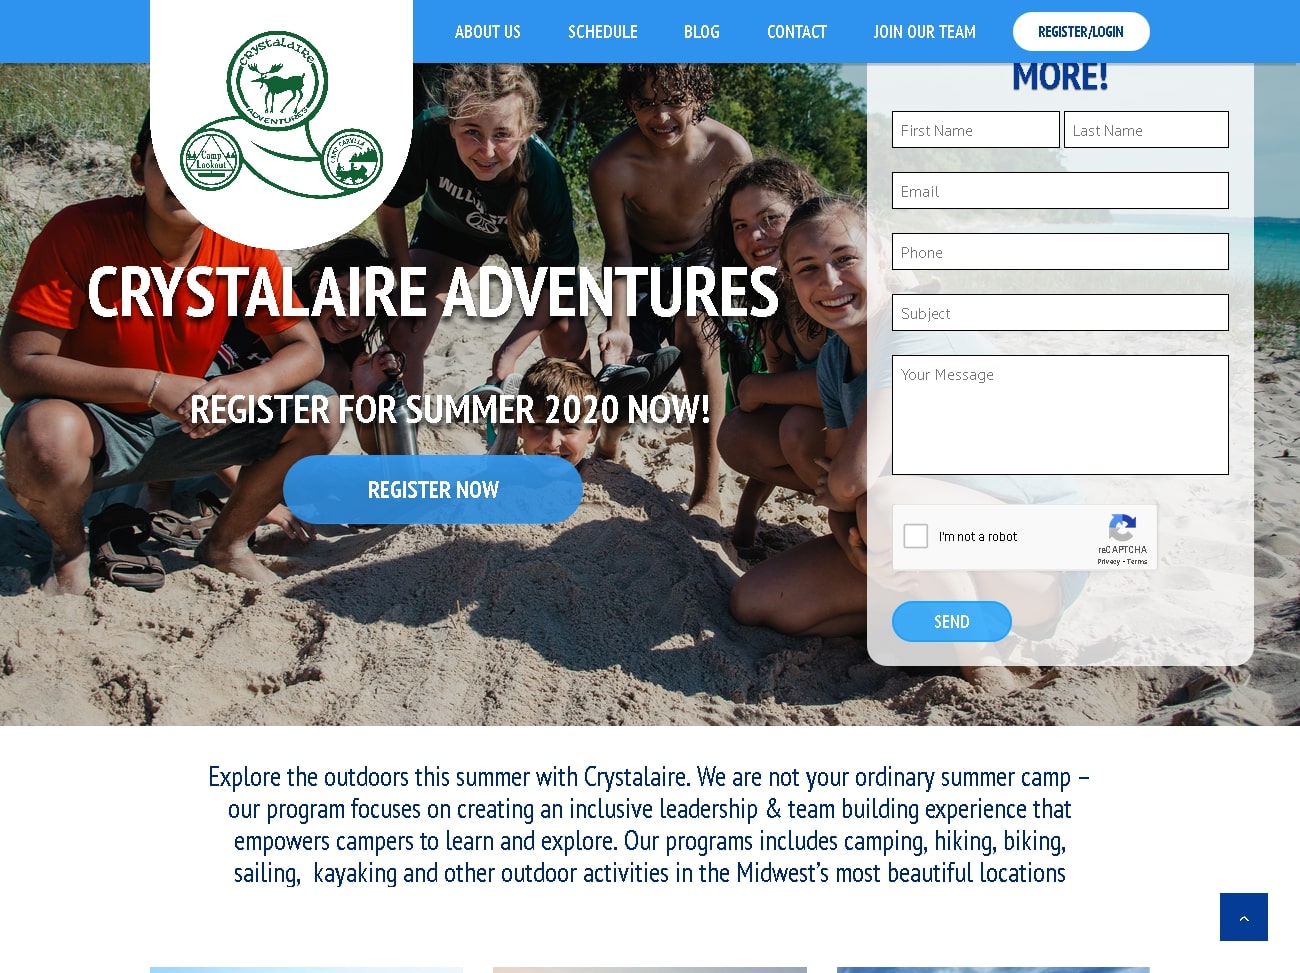 ABOUT US
SCHEDULE
BLOG
CONTACT
JOIN OUR TEAM
REGISTER/LOGIN
CRYSTALAIRE
ADVENTURES
Camp
Lookout
CAMP CARVELA
MORE!
First Name
Last Name
Email
Phone
Subject
Your Message
I'm not a robot
reCAPTCHA
Privacy - Terms
SEND
WILL
CRYSTALAIRE ADVENTURES
REGISTER FOR SUMMER 2020 NOW!
REGISTER NOW
Explore the outdoors this summer with Crystalaire. We are not your ordinary summer camp –
our program focuses on creating an inclusive leadership & team building experience that
empowers campers to learn and explore. Our programs includes camping, hiking, biking,
sailing,  kayaking and other outdoor activities in the Midwest’s most beautiful locations